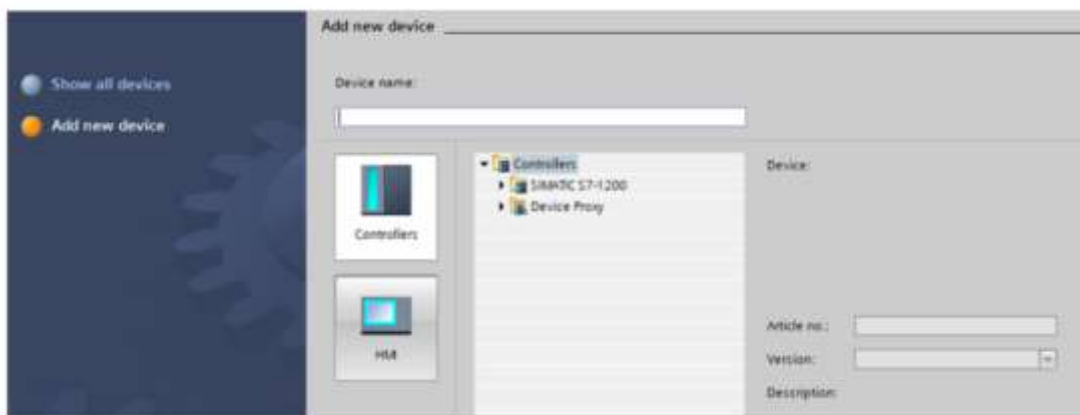 Add new device
Show all devices
Add new device
Device name:
Controllers
SIMATIC S7-1200
Device Proxy
Controllers
HMI
Device:
Article no.:
Version:
Description: